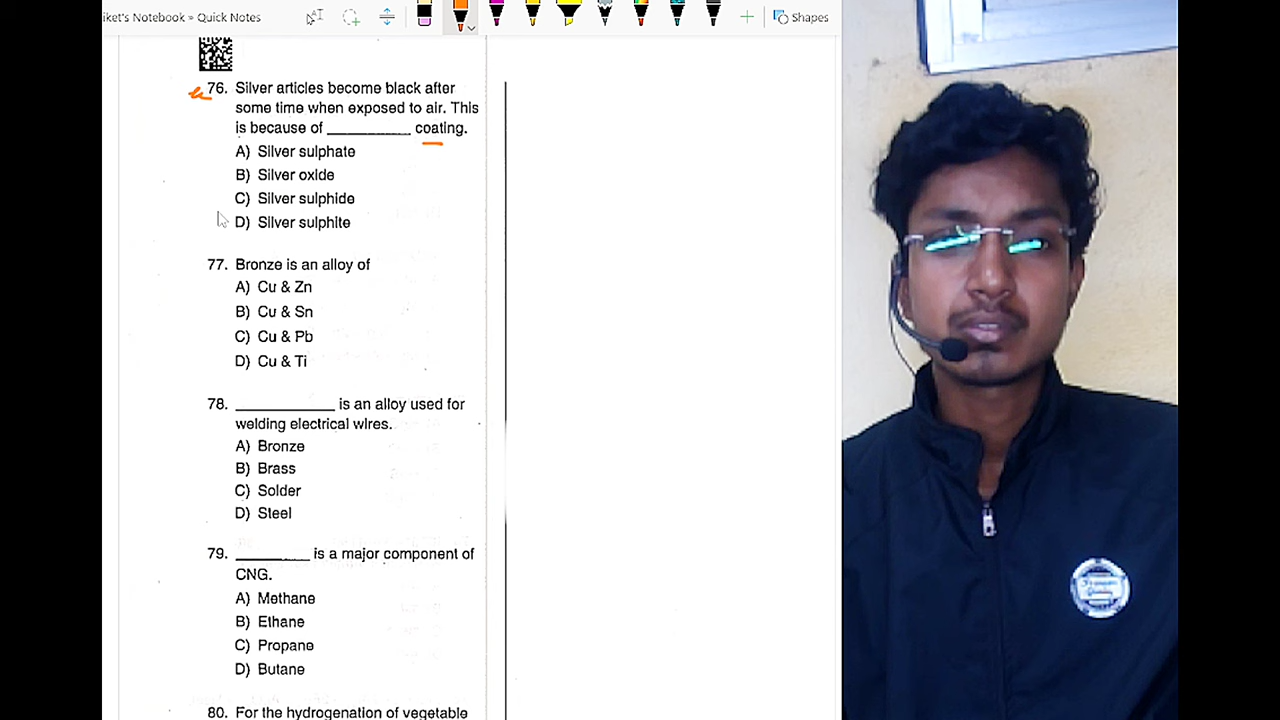 iket's Notebook » Quick Notes
Shapes
76. Silver articles become black after
some time when exposed to air. This
is because of __________ coating.
A) Silver sulphate
B) Silver oxide
C) Silver sulphide
D) Silver sulphite
77. Bronze is an alloy of
A) Cu & Zn
B) Cu & Sn
C) Cu & Pb
D) Cu & Ti
78. ____________ is an alloy used for
welding electrical wires.
A) Bronze
B) Brass
C) Solder
D) Steel
79. _________ is a major component of
CNG.
A) Methane
B) Ethane
C) Propane
D) Butane
80. For the hydrogenation of vegetable